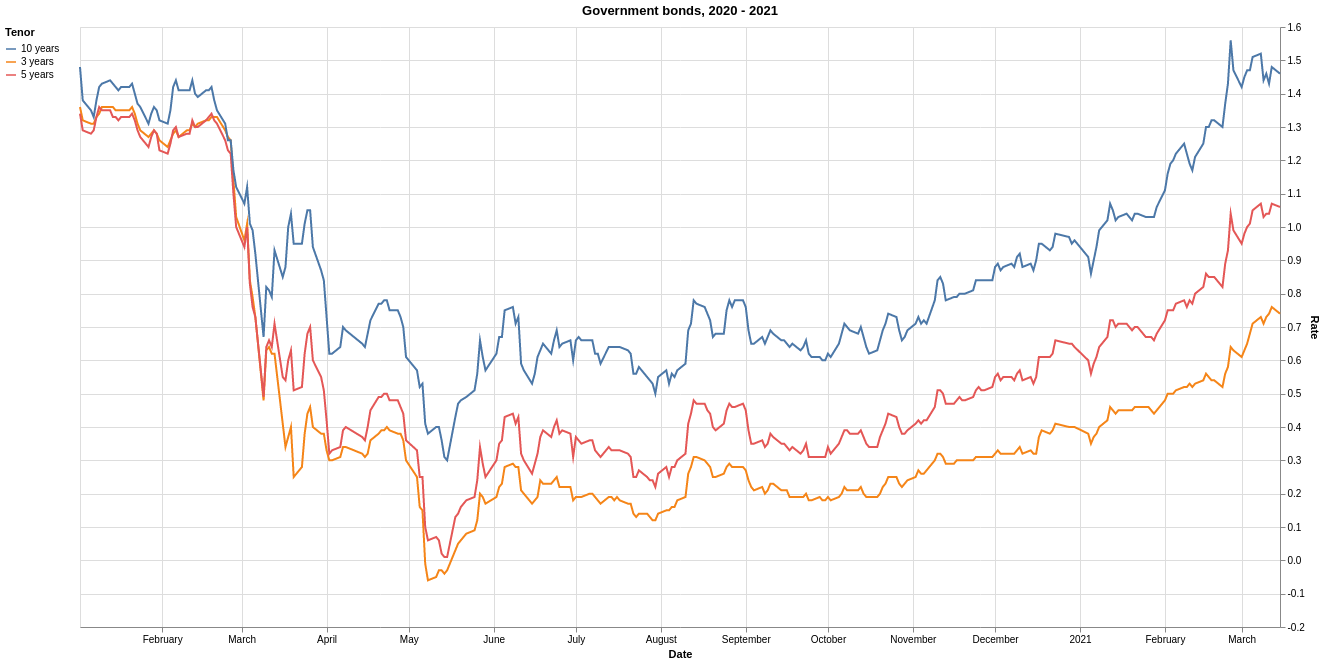 Government bonds, 2020 - 2021
Tenor
10 years
3 years
5 years
1.6
1.5
1.4
1.3
1.2
1.1
1.0
0.9
0.8
0.7
0.6
0.5
0.4
0.3
0.2
0.1
0.0
-0.1
-0.2
Rate
February March April May June July August September October November December 2021 February March
Date